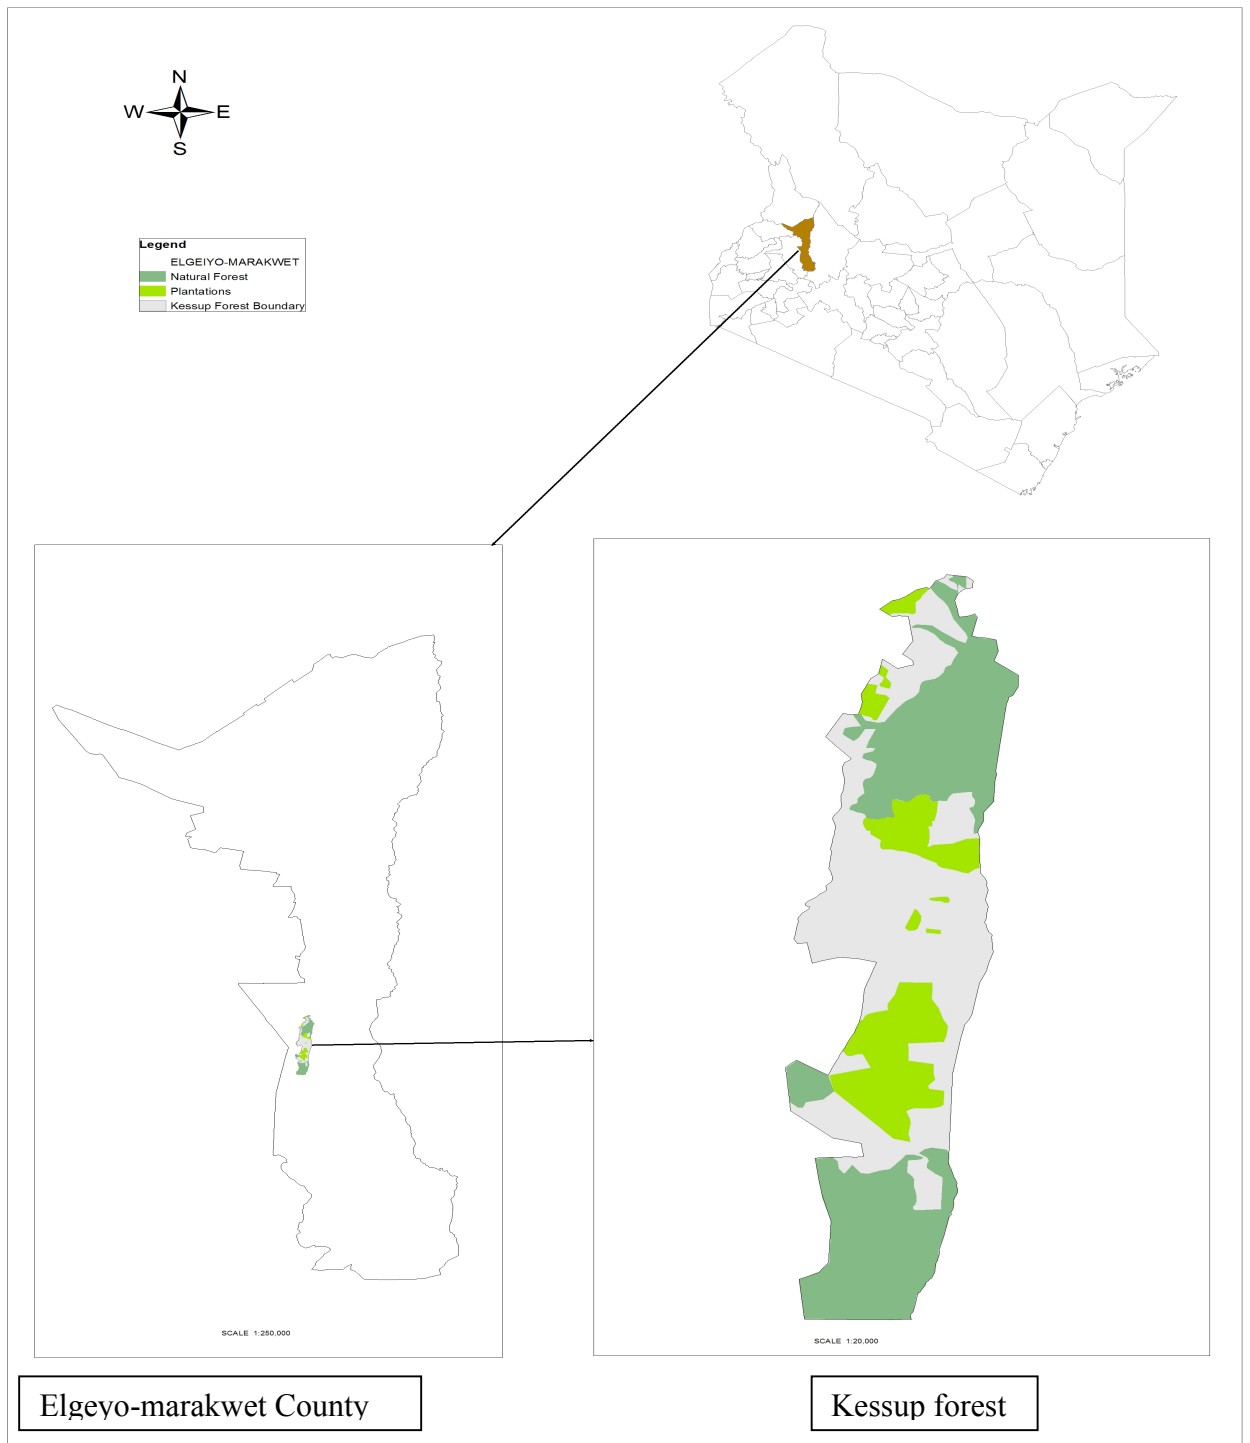 N
W E
S
Legend
ELGEIYO-MARAKWET
Natural Forest
Plantations
Kessup Forest Boundary
SCALE 1:250,000
SCALE 1:20,000
Elgeyo-marakwet County
Kessup forest